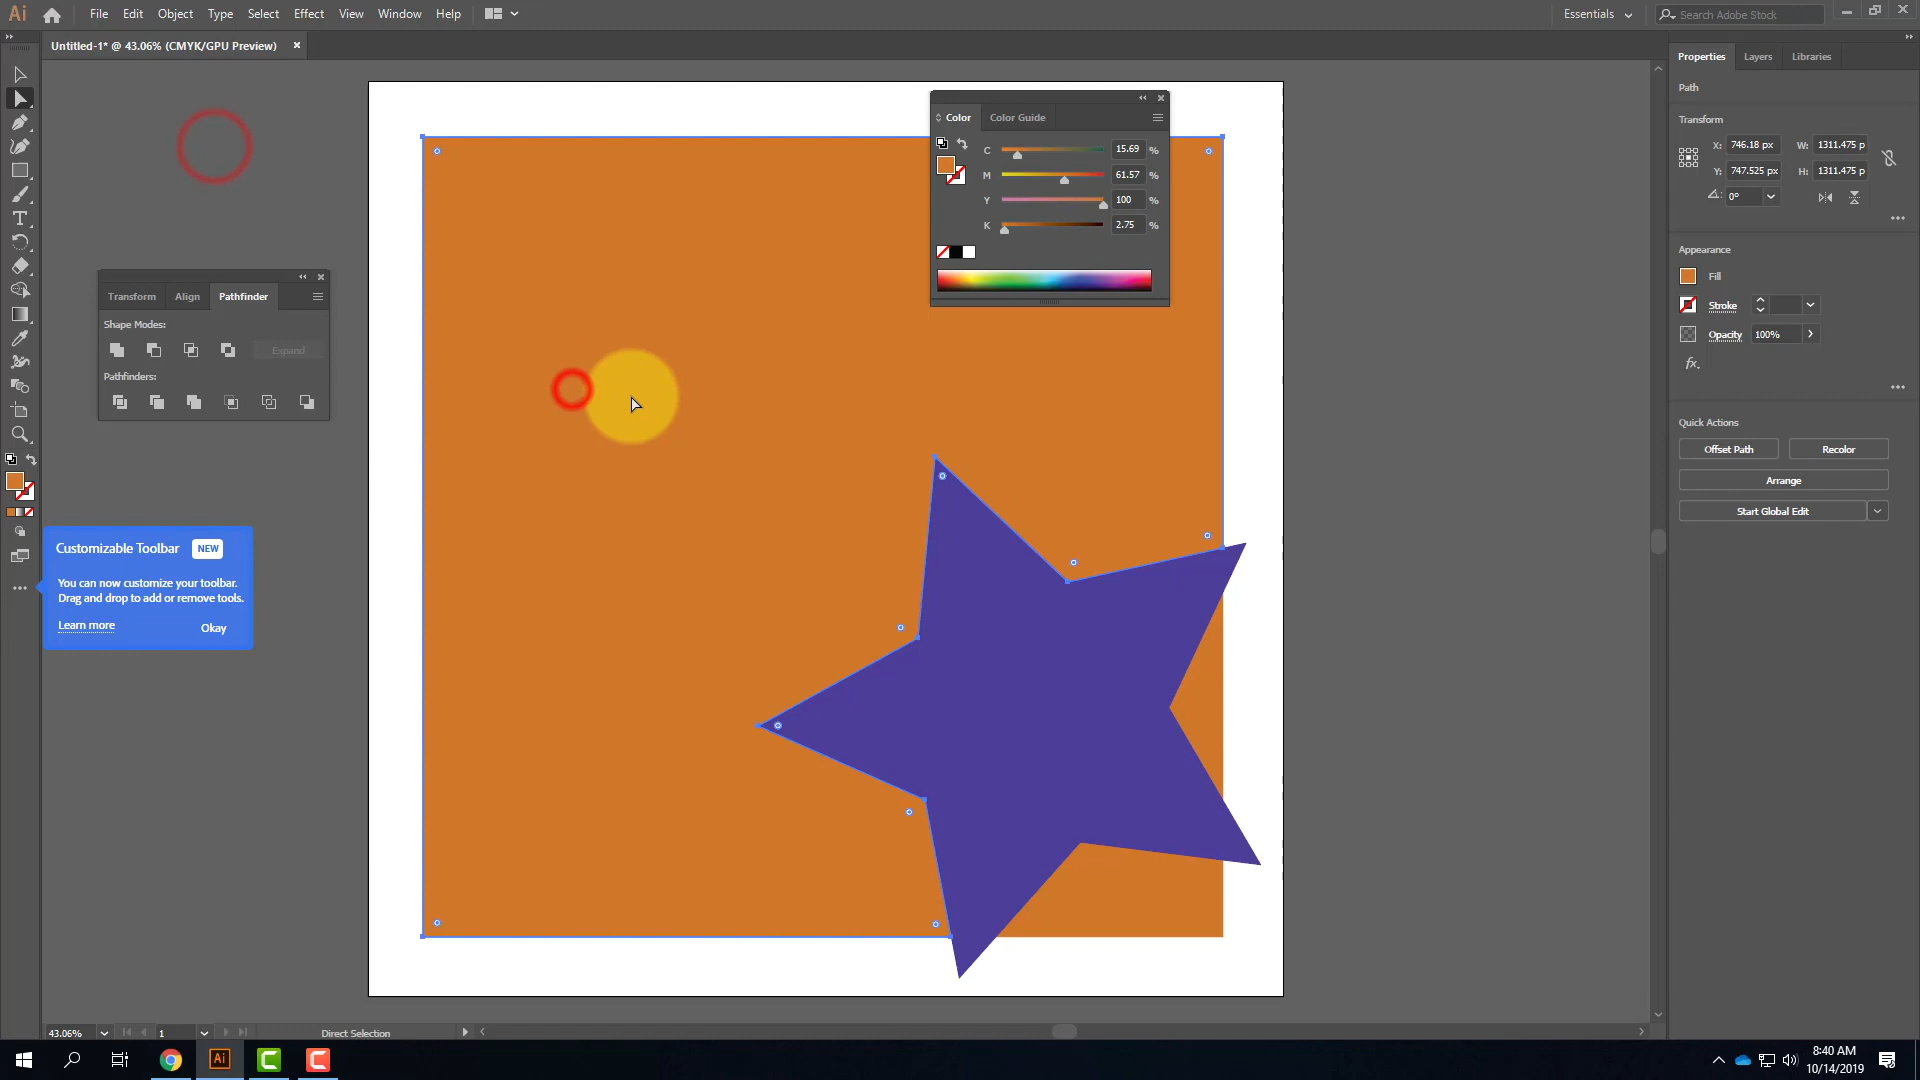 Ai File Edit Object Type Select Effect View Window Help Essentials Search Adobe Stock
Untitled-1* @ 43.06% (CMYK/GPU Preview)
Properties Layers Libraries
Path
Transform
X: 746.18 px W: 1311.475 p
Y: 747.525 px H: 1311.475 p
0°
Appearance
Fill
Stroke
Opacity 100%
fx.
Quick Actions
Offset Path Recolor
Arrange
Start Global Edit
Color Color Guide
C 15.69 %
M 61.57 %
Y 100 %
K 2.75 %
Transform Align Pathfinder
Shape Modes:
Expand
Pathfinders:
Customizable Toolbar NEW
You can now customize your toolbar.
Drag and drop to add or remove tools.
Learn more Okay
43.06% 1 Direct Selection
Ai
8:40 AM
10/14/2019